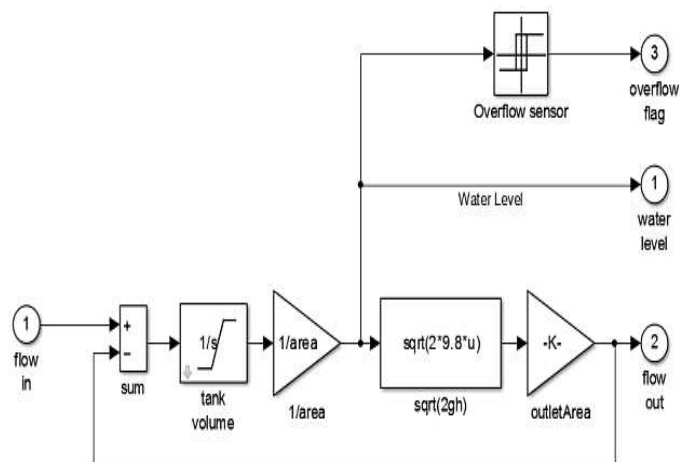 3
Overflow sensor
overflow
flag
1
Water Level
water
level
1
flow
in
+
−
sum
1/s
tank
volume
1/area
1/area
sqrt(2*9.8*u)
sqrt(2gh)
-K-
outletArea
2
flow
out